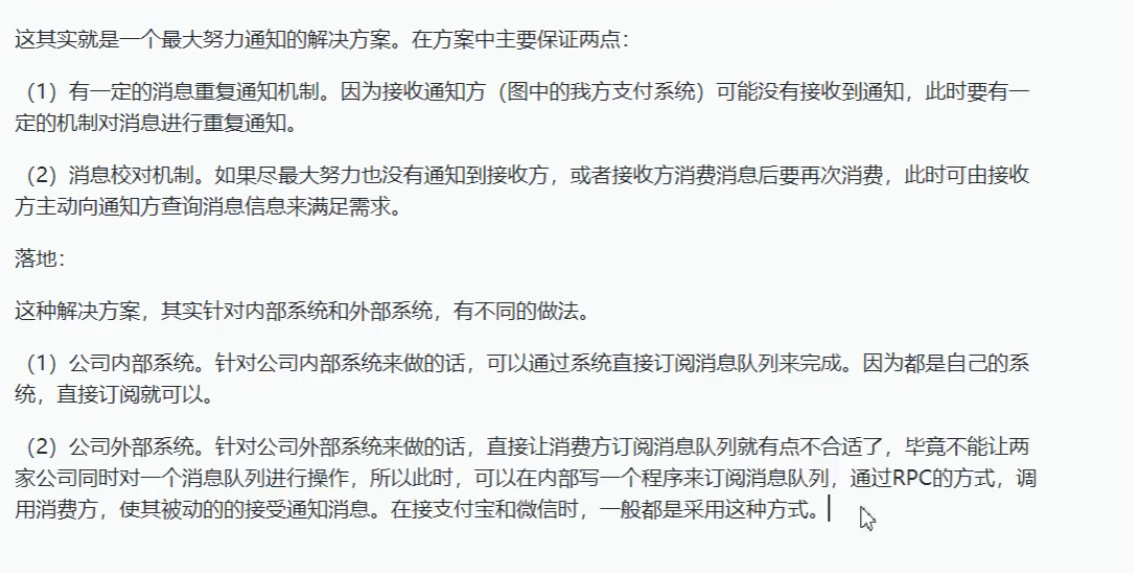 这其实就是一个最大努力通知的解决方案。在方案中主要保证两点：
（1）有一定的消息重复通知机制。因为接收通知方（图中的我方支付系统）可能没有接收到通知，此时要有一
定的机制对消息进行重复通知。
（2）消息校对机制。如果尽最大努力也没有通知到接收方，或者接收方消费消息后要再次消费，此时可由接收
方主动向通知方查询消息信息来满足需求。
落地：
这种解决方案，其实针对内部系统和外部系统，有不同的做法。
（1）公司内部系统。针对公司内部系统来做的话，可以通过系统直接订阅消息队列来完成。因为都是自己的系
统，直接订阅就可以。
（2）公司外部系统。针对公司外部系统来做的话，直接让消费方订阅消息队列就有点不合适了，毕竟不能让两
家公司同时对一个消息队列进行操作，所以此时，可以在内部写一个程序来订阅消息队列，通过RPC的方式，调
用消费方，使其被动的的接受通知消息。在接支付宝和微信时，一般都是采用这种方式。